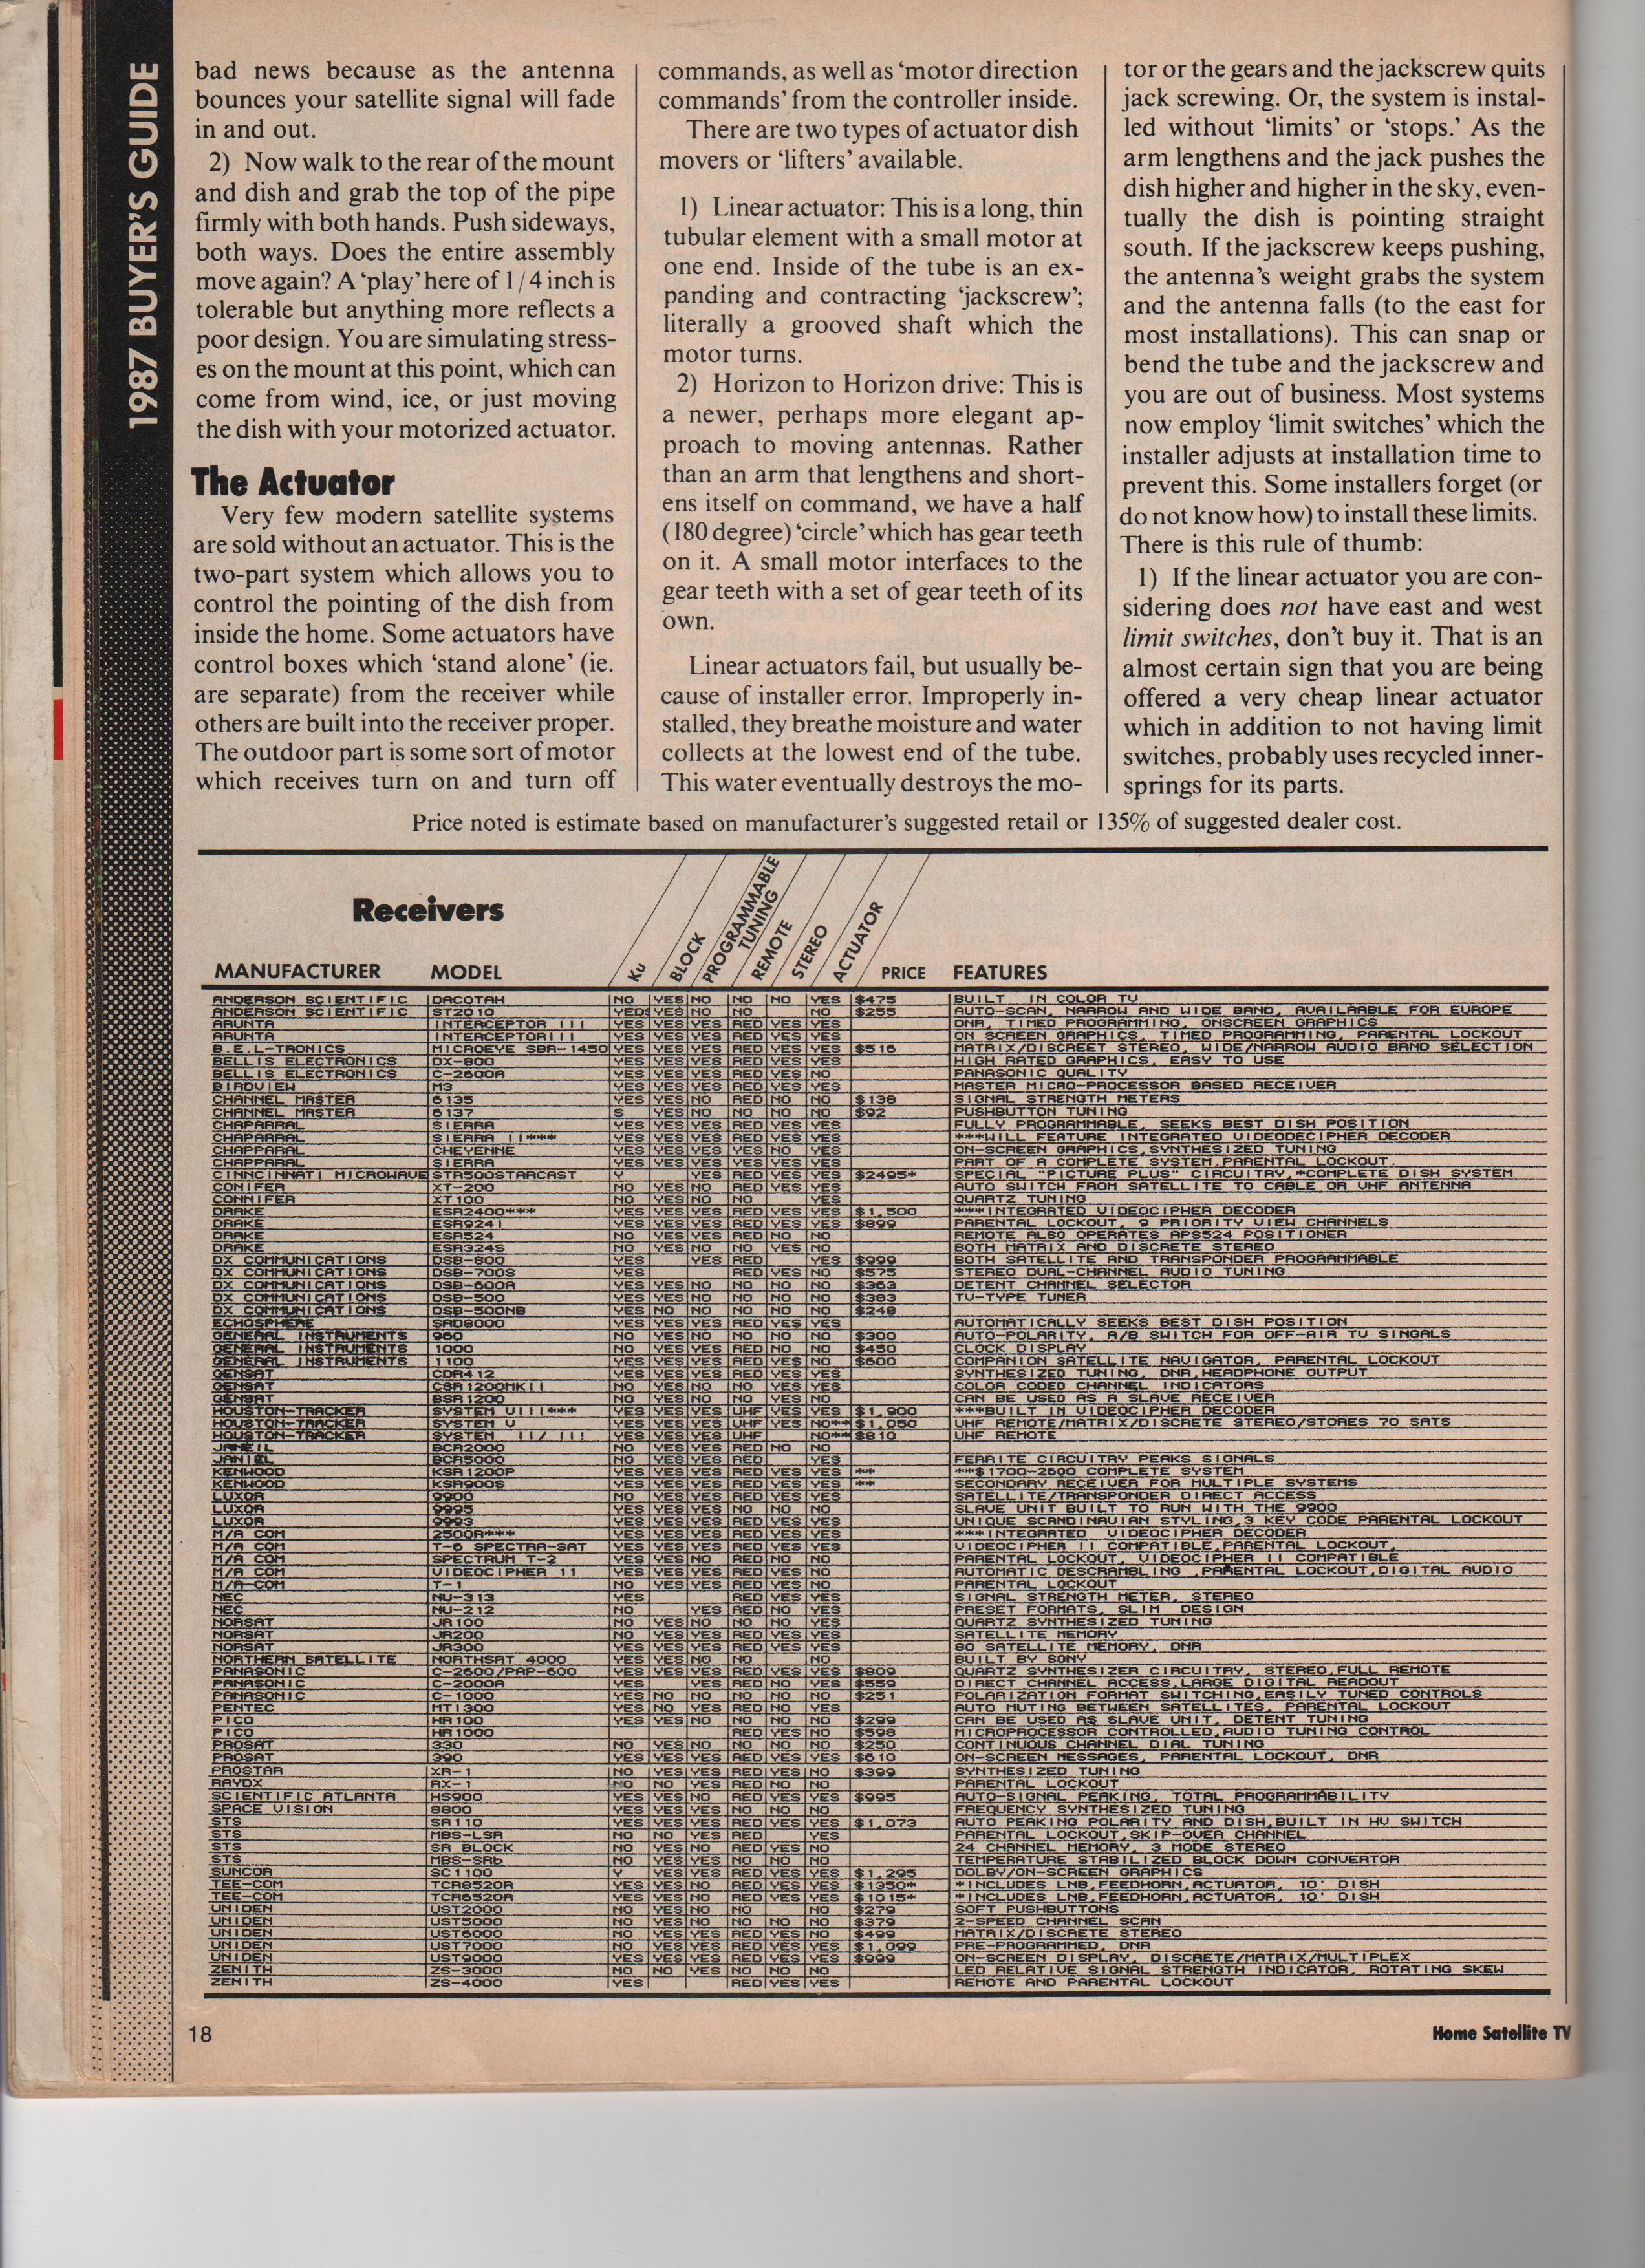 1987 BUYER'S GUIDE
bad news because as the antenna
bounces your satellite signal will fade
in and out.
2) Now walk to the rear of the mount
and dish and grab the top of the pipe
firmly with both hands. Push sideways,
both ways. Does the entire assembly
move again? A 'play' here of 1/4 inch is
tolerable but anything more reflects a
poor design. You are simulating stress-
es on the mount at this point, which can
come from wind, ice, or just moving
the dish with your motorized actuator.
The Actuator
Very few modern satellite systems
are sold without an actuator. This is the
two-part system which allows you to
control the pointing of the dish from
inside the home. Some actuators have
control boxes which 'stand alone' (ie.
are separate) from the receiver while
others are built into the receiver proper.
The outdoor part is some sort of motor
which receives turn on and turn off
commands, as well as 'motor direction
commands' from the controller inside.
There are two types of actuator dish
movers or 'lifters' available.
1) Linear actuator: This is a long, thin
tubular element with a small motor at
one end. Inside of the tube is an ex-
panding and contracting 'jackscrew';
literally a grooved shaft which the
motor turns.
2) Horizon to Horizon drive: This is
a newer, perhaps more elegant ap-
proach to moving antennas. Rather
than an arm that lengthens and short-
ens itself on command, we have a half
(180 degree) 'circle' which has gear teeth
on it. A small motor interfaces to the
gear teeth with a set of gear teeth of its
own.
Linear actuators fail, but usually be-
cause of installer error. Improperly in-
stalled, they breathe moisture and water
collects at the lowest end of the tube.
This water eventually destroys the mo-
tor or the gears and the jackscrew quits
jack screwing. Or, the system is instal-
led without 'limits' or 'stops.' As the
arm lengthens and the jack pushes the
dish higher and higher in the sky, even-
tually the dish is pointing straight
south. If the jackscrew keeps pushing,
the antenna's weight grabs the system
and the antenna falls (to the east for
most installations). This can snap or
bend the tube and the jackscrew and
you are out of business. Most systems
now employ 'limit switches' which the
installer adjusts at installation time to
prevent this. Some installers forget (or
do not know how) to install these limits.
There is this rule of thumb:
1) If the linear actuator you are con-
sidering does not have east and west
limit switches, don't buy it. That is an
almost certain sign that you are being
offered a very cheap linear actuator
which in addition to not having limit
switches, probably uses recycled inner-
springs for its parts.
Price noted is estimate based on manufacturer's suggested retail or 135% of suggested dealer cost.
Receivers
MANUFACTURER MODEL Ku BLOCK PROGRAMMABLE TUNING REMOTE STEREO ACTUATOR PRICE FEATURES
ANDERSON SCIENTIFIC DACOTAH NO YES NO NO NO YES $475 BUILT IN COLOR TV
ANDERSON SCIENTIFIC ST2010 YED$ YES NO NO NO $255 AUTO-SCAN, NARROW AND WIDE BAND, AVAILABLE FOR EUROPE
ARUNTA INTERCEPTOR III YES YES YES RED YES YES DNR, TIMED PROGRAMMING, ONSCREEN GRAPHICS
ARUNTA INTERCEPTORIII YES YES YES RED YES YES ON SCREEN GRAPHICS, TIMED PROGRAMMING, PARENTAL LOCKOUT
B.E.L-TRONICS MICROEYE SBR-1450 YES YES YES RED YES YES $516 MATRIX/DISCREET STEREO, WIDE/NARROW AUDIO BAND SELECTION
BELLIS ELECTRONICS DX-800 YES YES YES RED YES YES HIGH RATED GRAPHICS, EASY TO USE
BELLIS ELECTRONICS C-2600A YES YES YES RED YES NO PANASONIC QUALITY
BIRDVIEW M3 YES YES YES RED YES YES MASTER MICRO-PROCESSOR BASED RECEIVER
CHANNEL MASTER 6135 YES YES NO RED NO NO $138 SIGNAL STRENGTH METERS
CHANNEL MASTER 6137 S YES NO NO NO NO $92 PUSHBUTTON TUNING
CHAPARRAL SIERRA YES YES YES RED YES YES FULLY PROGRAMMABLE, SEEKS BEST DISH POSITION
CHAPARRAL SIERRA II*** YES YES YES RED YES YES ***WILL FEATURE INTEGRATED VIDEODECIPHER DECODER
CHAPPARAL CHEYENNE YES YES YES YES NO YES ON-SCREEN GRAPHICS,SYNTHESIZED TUNING
CHAPPARAL SIERRA YES YES YES YES YES YES PART OF A COMPLETE SYSTEM,PARENTAL LOCKOUT.
CINNCINNATI MICROWAVE STR500STARCAST Y YES RED YES YES $2495* SPECIAL "PICTURE PLUS" CIRCUITRY,*COMPLETE DISH SYSTEM
CONIFER XT-200 NO YES NO RED YES YES AUTO SWITCH FROM SATELLITE TO CABLE OR VHF ANTENNA
CONNIFER XT100 NO YES NO NO YES QUARTZ TUNING
DRAKE ESR2400*** YES YES YES RED YES YES $1,500 ***INTEGRATED VIDEOCIPHER DECODER
DRAKE ESR9241 YES YES YES RED YES YES $899 PARENTAL LOCKOUT, 9 PRIORITY VIEW CHANNELS
DRAKE ESR524 NO YES YES RED NO NO REMOTE ALSO OPERATES APS524 POSITIONER
DRAKE ESR324S NO YES NO NO YES NO BOTH MATRIX AND DISCRETE STEREO
DX COMMUNICATIONS DSB-800 YES YES RED YES $999 BOTH SATELLITE AND TRANSPONDER PROGRAMMABLE
DX COMMUNICATIONS DSB-700S YES RED YES NO $575 STEREO DUAL-CHANNEL AUDIO TUNING
DX COMMUNICATIONS DSB-600A YES YES NO NO NO NO $363 DETENT CHANNEL SELECTOR
DX COMMUNICATIONS DSB-500 YES YES NO NO NO NO $383 TV-TYPE TUNER
DX COMMUNICATIONS DSB-500NB YES NO NO NO NO NO $248
ECHOSPHERE SRD8000 YES YES YES RED YES YES AUTOMATICALLY SEEKS BEST DISH POSITION
GENERAL INSTRUMENTS 960 NO YES NO NO NO NO $300 AUTO-POLARITY, A/B SWITCH FOR OFF-AIR TV SINGALS
GENERAL INSTRUMENTS 1000 NO YES YES RED NO NO $450 CLOCK DISPLAY
GENERAL INSTRUMENTS 1100 YES YES YES RED YES NO $600 COMPANION SATELLITE NAVIGATOR, PARENTAL LOCKOUT
GENSAT CDR412 YES YES YES RED YES YES SYNTHESIZED TUNING, DNR,HEADPHONE OUTPUT
GENSAT CSR1200MKII NO YES NO NO YES YES COLOR CODED CHANNEL INDICATORS
GENSAT BSR1200 NO YES NO NO YES YES CAN BE USED AS A SLAVE RECEIVER
HOUSTON-TRACKER SYSTEM VIII*** YES YES YES UHF YES YES $1,900 ***BUILT IN VIDEOCIPHER DECODER
HOUSTON-TRACKER SYSTEM V YES YES YES UHF YES NO** $1,050 UHF REMOTE/MATRIX/DISCRETE STEREO/STORES 70 SATS
HOUSTON-TRACKER SYSTEM II/ II! YES YES YES UHF NO** $810 UHF REMOTE
JANEIL BCR2000 NO YES YES RED NO NO
JANIEL BCR5000 NO YES YES RED YES FERRITE CIRCUITRY PEAKS SIGNALS
KENWOOD KSR1200P YES YES YES RED YES YES ** **$1700-2600 COMPLETE SYSTEM
KENWOOD KSR900S YES YES YES RED YES YES ** SECONDARY RECEIVER FOR MULTIPLE SYSTEMS
LUXOR 9900 NO YES YES RED YES YES SATELLITE/TRANSPONDER DIRECT ACCESS
LUXOR 9995 YES YES YES NO NO NO SLAVE UNIT BUILT TO RUN WITH THE 9900
LUXOR 9993 YES YES YES RED YES YES UNIQUE SCANDINAVIAN STYLING,3 KEY CODE PARENTAL LOCKOUT
M/A COM 2500R*** YES YES YES RED YES YES ***INTEGRATED VIDEOCIPHER DECODER
M/A COM T-6 SPECTRA-SAT YES YES YES RED YES YES VIDEOCIPHER II COMPATIBLE,PARENTAL LOCKOUT,
M/A COM SPECTRUM T-2 YES YES NO RED NO NO PARENTAL LOCKOUT, VIDEOCIPHER II COMPATIBLE
M/A COM VIDEOCIPHER 11 YES YES YES RED YES NO AUTOMATIC DESCRAMBLING ,PARENTAL LOCKOUT,DIGITAL AUDIO
M/A-COM T-1 NO YES YES RED YES NO PARENTAL LOCKOUT
NEC NU-313 YES RED YES YES SIGNAL STRENGTH METER, STEREO
NEC NU-212 NO YES RED NO YES PRESET FORMATS, SLIM DESIGN
NORSAT JR100 NO YES NO NO NO YES QUARTZ SYNTHESIZED TUNING
NORSAT JR200 NO YES YES RED YES YES SATELLITE MEMORY
NORSAT JR300 YES YES YES RED YES YES 80 SATELLITE MEMORY, DNR
NORTHERN SATELLITE NORTHSAT 4000 YES YES NO NO NO BUILT BY SONY
PANASONIC C-2600/PAP-600 YES YES YES RED YES YES $809 QUARTZ SYNTHESIZER CIRCUITRY, STEREO,FULL REMOTE
PANASONIC C-2000A YES YES RED NO YES $559 DIRECT CHANNEL ACCESS,LARGE DIGITAL READOUT
PANASONIC C-1000 YES NO NO NO NO NO $251 POLARIZATION FORMAT SWITCHING,EASILY TUNED CONTROLS
PENTEC MT1300 YES NO YES RED NO YES AUTO MUTING BETWEEN SATELLITES, PARENTAL LOCKOUT
PICO HR100 YES YES NO NO NO NO $299 CAN BE USED AS SLAVE UNIT, DETENT TUNING
PICO HR1000 RED YES NO $598 MICROPROCESSOR CONTROLLED,AUDIO TUNING CONTROL
PROSAT 330 NO YES NO NO NO NO $250 CONTINUOUS CHANNEL DIAL TUNING
PROSAT 390 YES YES YES RED YES YES $610 ON-SCREEN MESSAGES, PARENTAL LOCKOUT, DNR
PROSTAR XR-1 NO YES YES RED YES NO $399 SYNTHESIZED TUNING
RAYDX RX-1 NO NO YES RED NO NO PARENTAL LOCKOUT
SCIENTIFIC ATLANTA HS900 YES YES NO RED YES YES $995 AUTO-SIGNAL PEAKING, TOTAL PROGRAMMABILITY
SPACE VISION 8800 YES YES YES NO NO NO FREQUENCY SYNTHESIZED TUNING
STS SR110 YES YES YES RED YES YES $1,073 AUTO PEAKING POLARITY AND DISH,BUILT IN HV SWITCH
STS MBS-LSR NO NO YES RED YES PARENTAL LOCKOUT,SKIP-OVER CHANNEL
STS SR BLOCK NO YES NO RED YES NO 24 CHANNEL MEMORY, 3 MODE STEREO
STS MBS-SRb NO YES YES NO NO NO TEMPERATURE STABILIZED BLOCK DOWN CONVERTOR
SUNCOR SC1100 Y YES YES RED YES YES $1,295 DOLBY/ON-SCREEN GRAPHICS
TEE-COM TCR8520R YES YES NO RED YES YES $1350* *INCLUDES LNB,FEEDHORN,ACTUATOR, 10' DISH
TEE-COM TCR6520R YES YES NO RED YES YES $1015* *INCLUDES LNB,FEEDHORN,ACTUATOR, 10' DISH
UNIDEN UST2000 NO YES NO NO NO $279 SOFT PUSHBUTTONS
UNIDEN UST5000 NO YES NO NO NO NO $379 2-SPEED CHANNEL SCAN
UNIDEN UST6000 NO YES NO RED YES NO $499 MATRIX/DISCRETE STEREO
UNIDEN UST7000 NO YES YES RED YES YES $1,099 PRE-PROGRAMMED, DNR
UNIDEN UST9000 YES YES YES RED YES YES $999 ON-SCREEN DISPLAY, DISCRETE/MATRIX/MULTIPLEX
ZENITH ZS-3000 NO NO YES NO NO NO LED RELATIVE SIGNAL STRENGTH INDICATOR, ROTATING SKEW
ZENITH ZS-4000 YES RED YES YES REMOTE AND PARENTAL LOCKOUT
18
Home Satellite TV